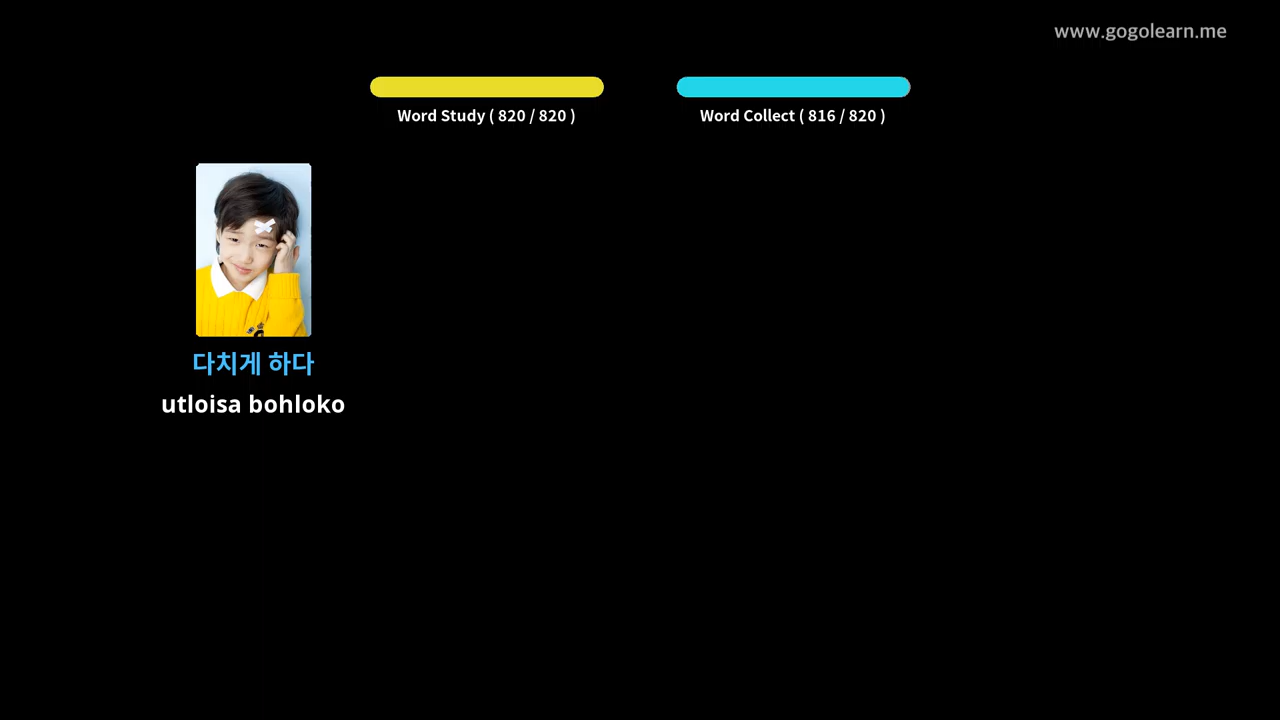 www.gogolearn.me
Word Study ( 820 / 820 )
Word Collect ( 816 / 820 )
다치게 하다
utloisa bohloko